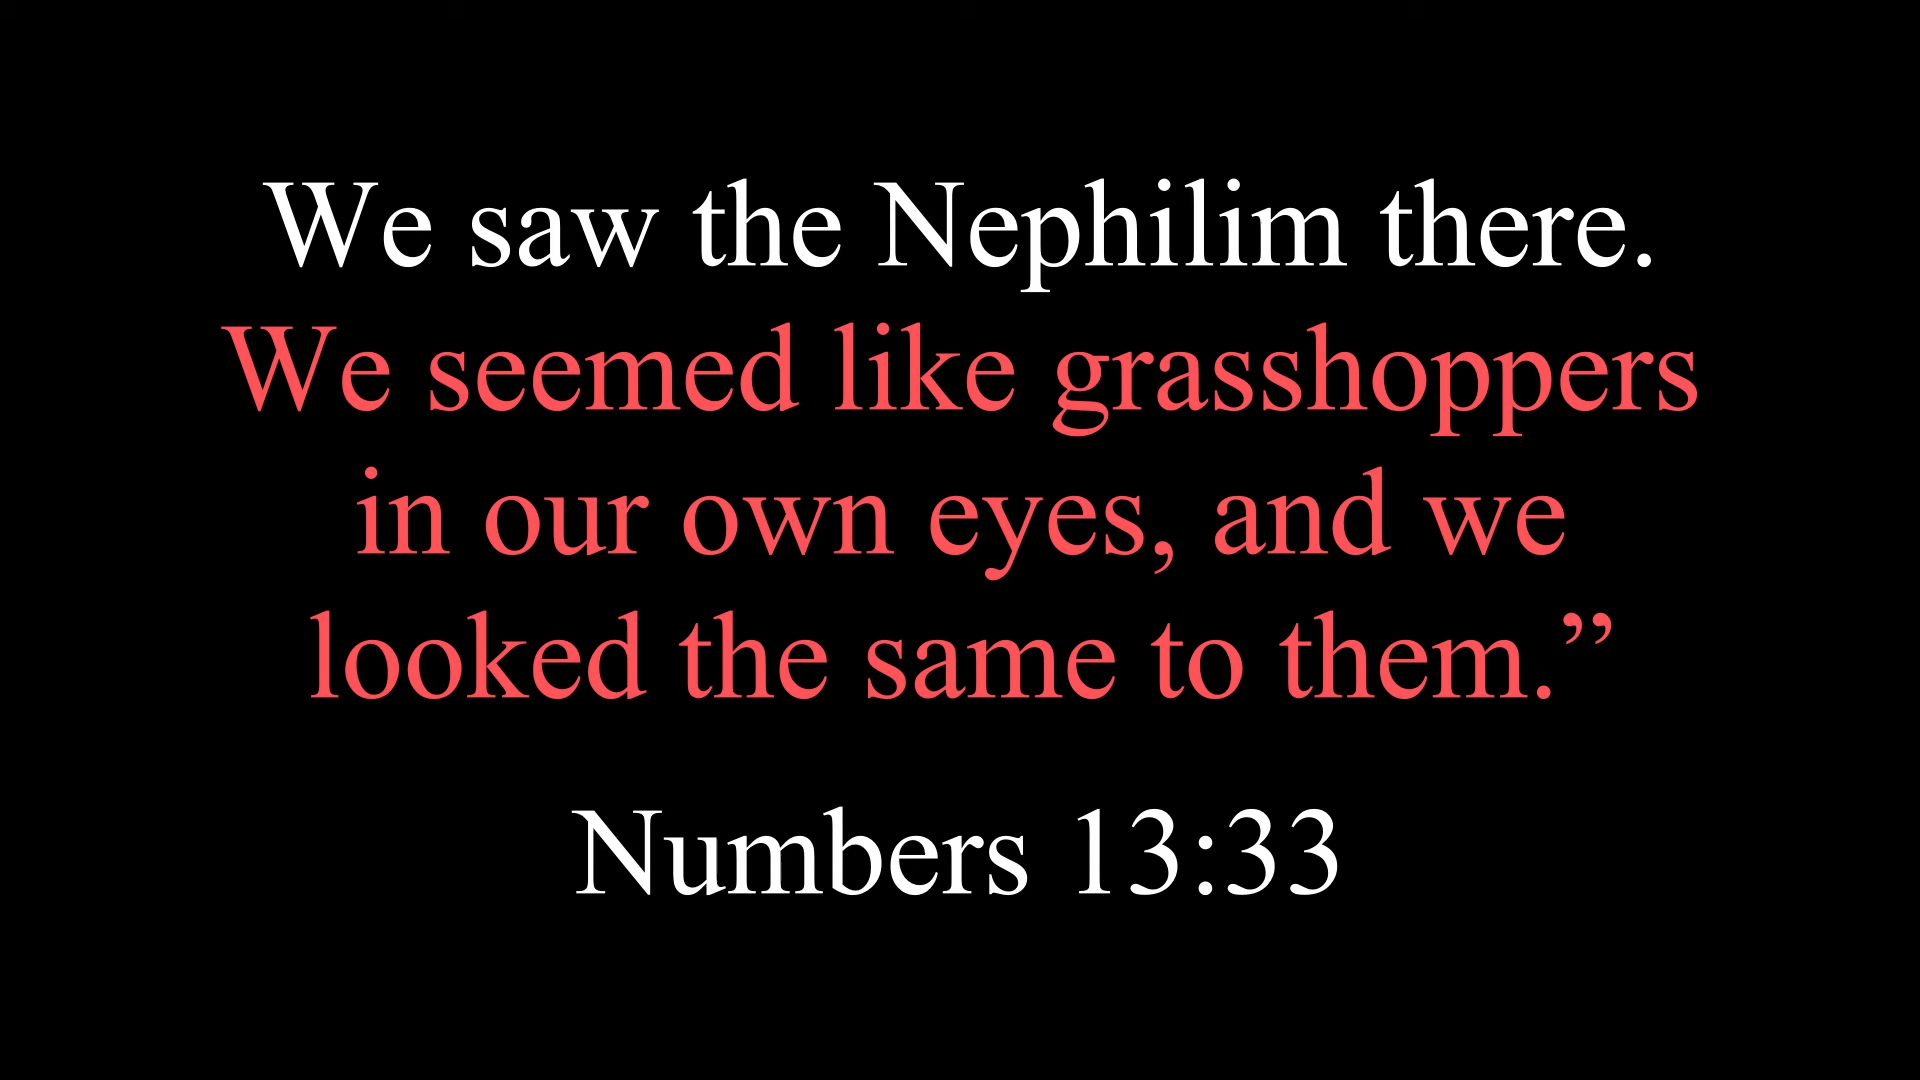 We saw the Nephilim there.
We seemed like grasshoppers
in our own eyes, and we
looked the same to them.”
Numbers 13:33